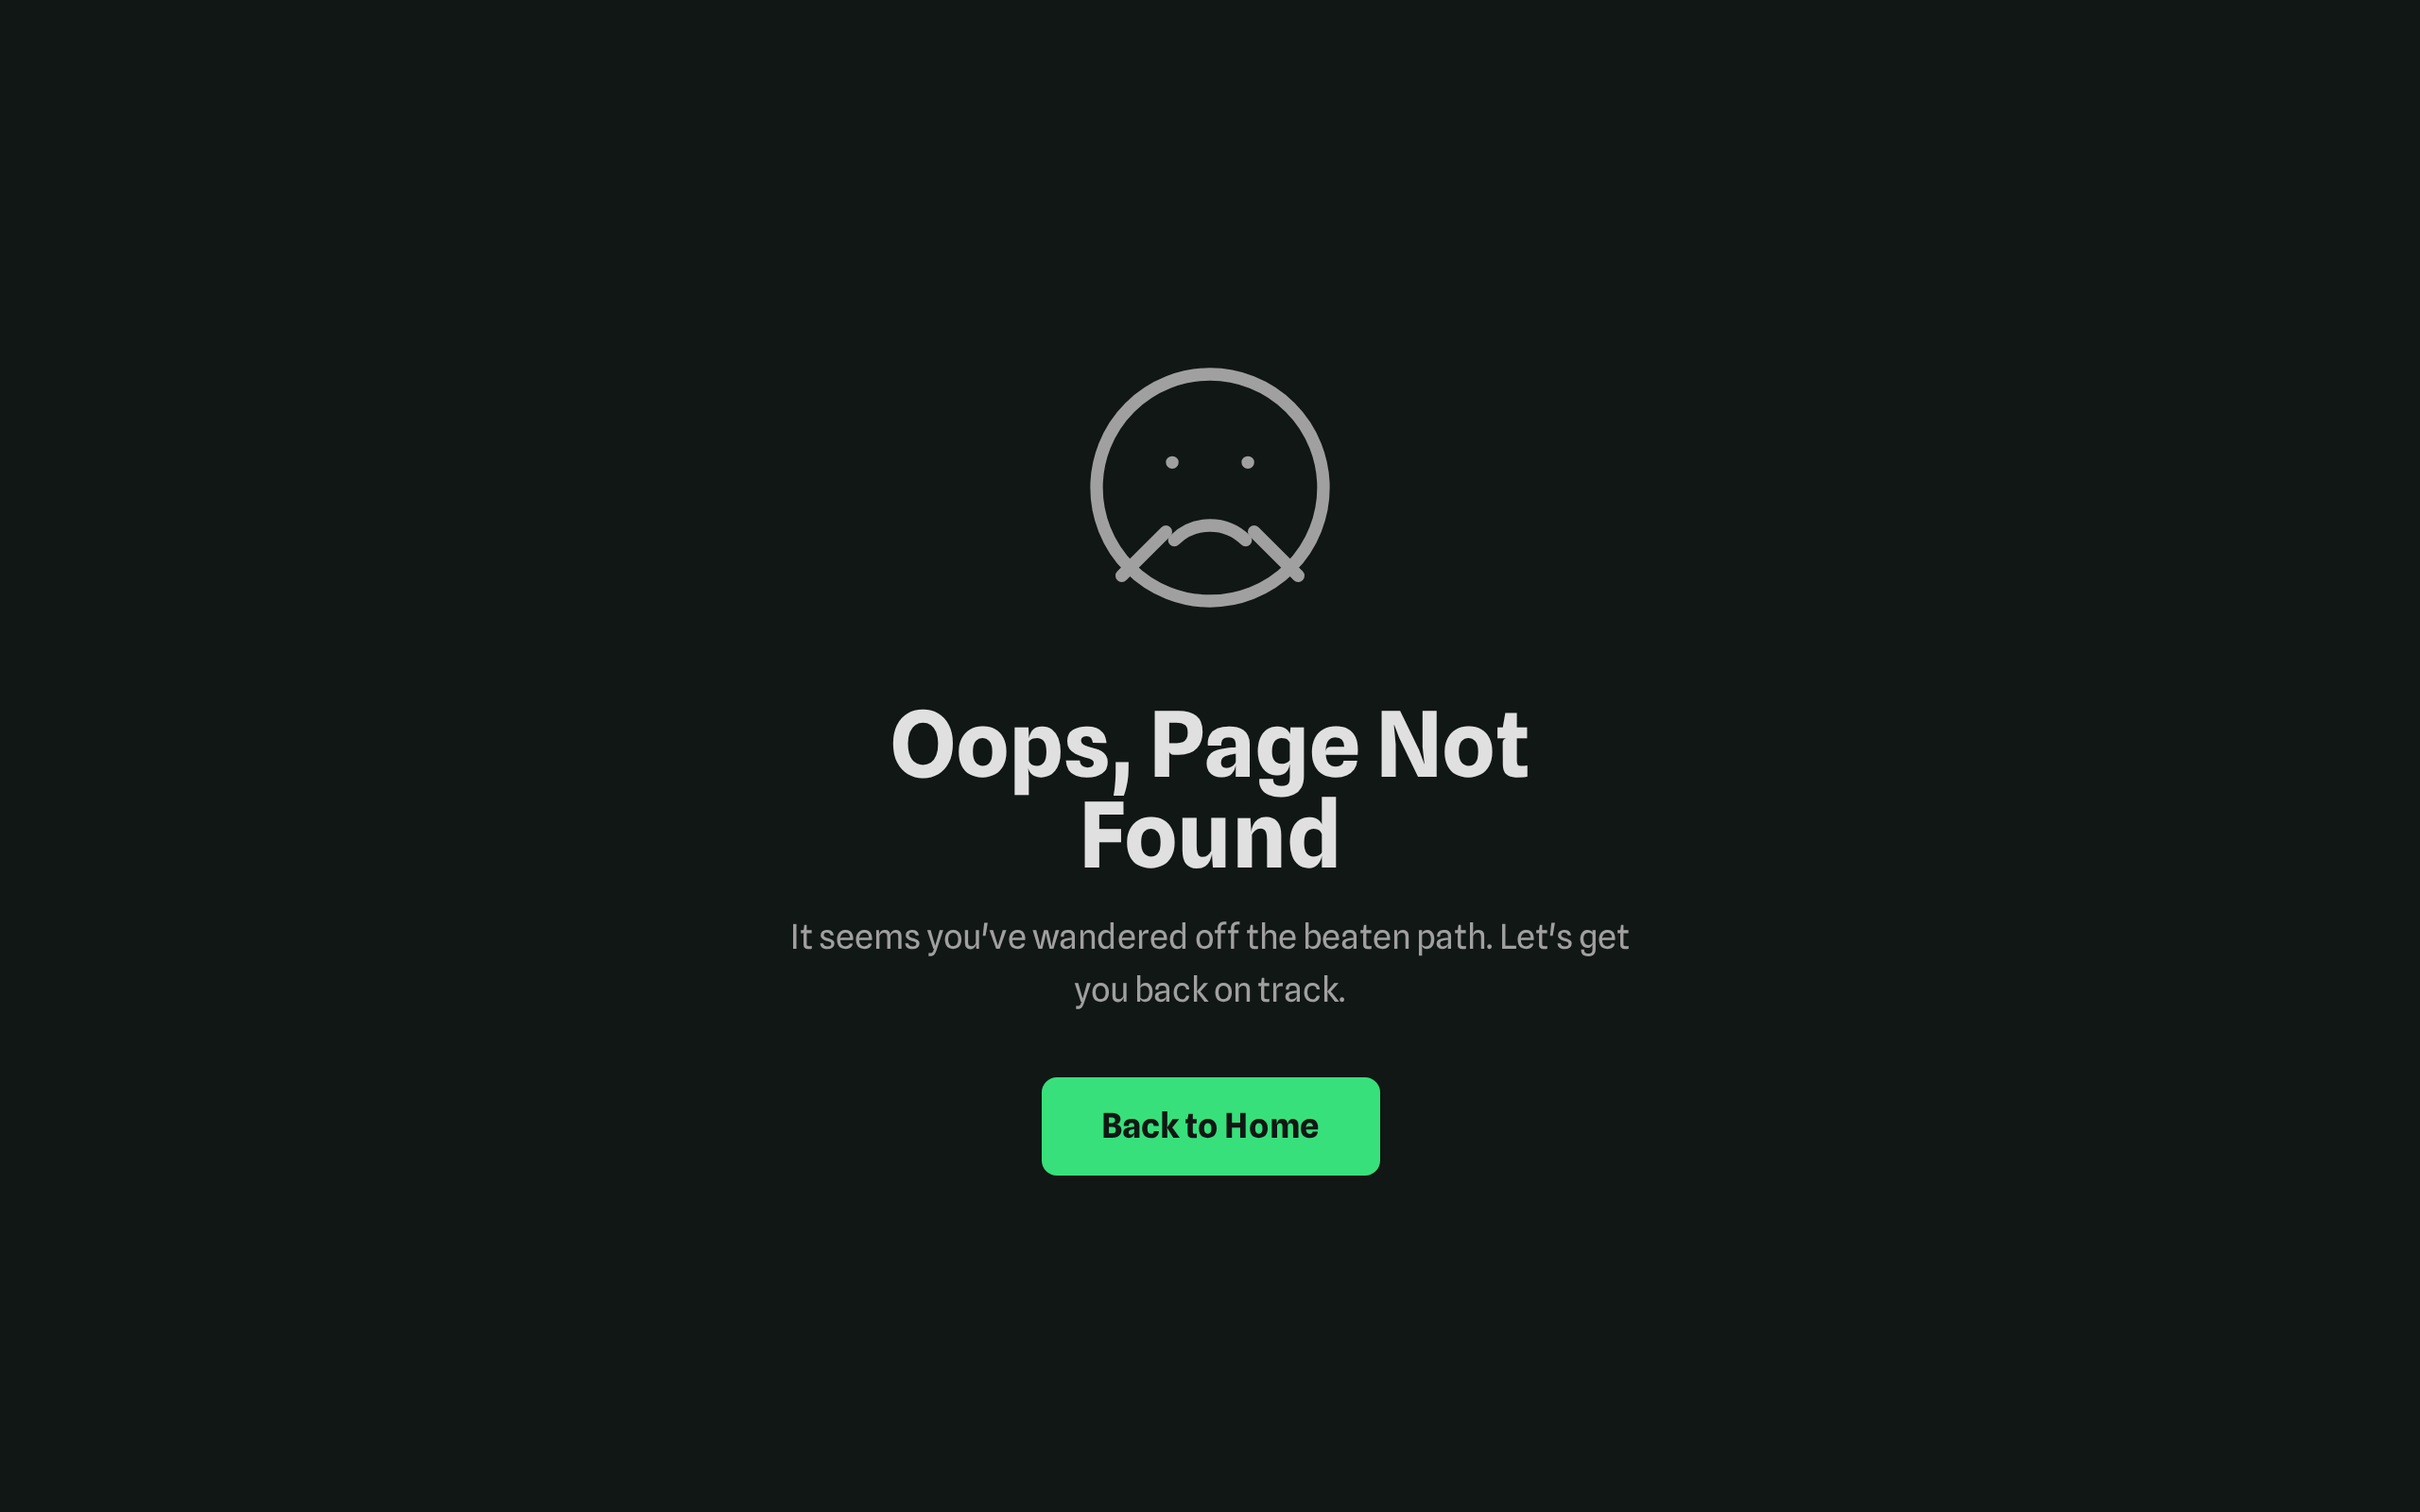 Oops, Page Not
Found
It seems you've wandered off the beaten path. Let's get
you back on track.
Back to Home